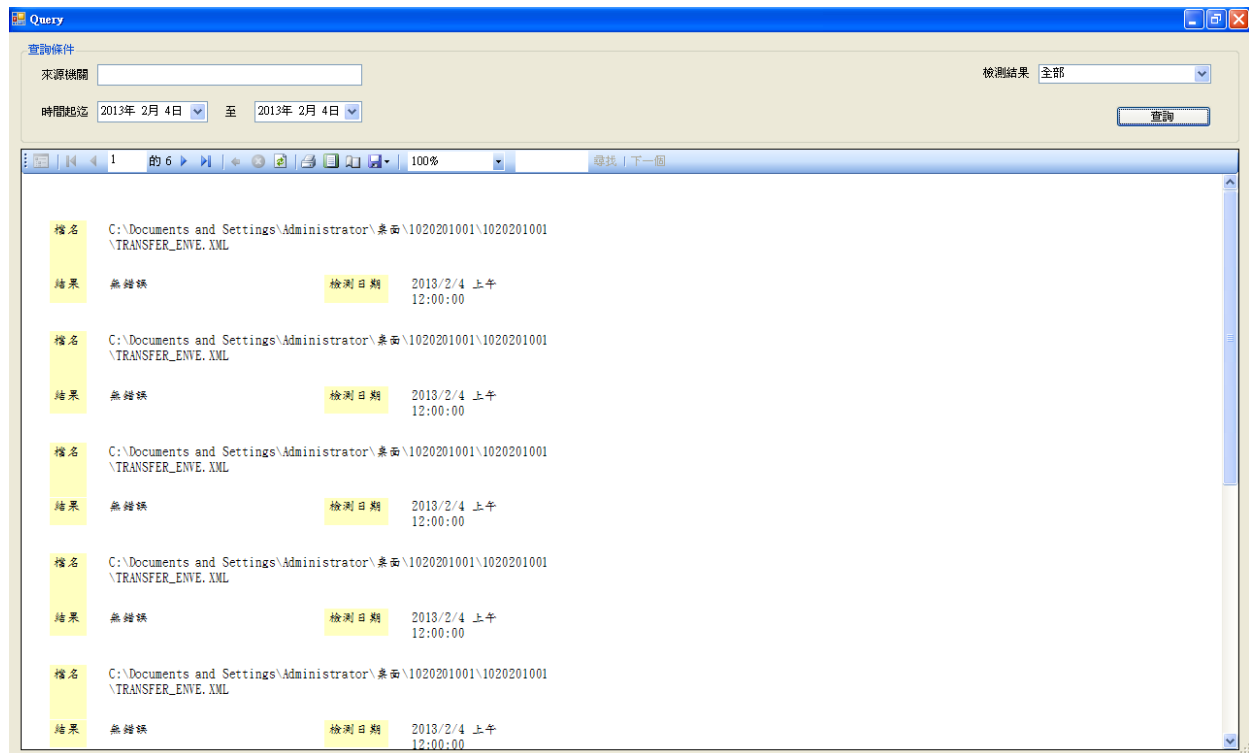 Query
查詢條件
來源機關 檢測結果 全部
時間起迄 2013年 2月 4日 至 2013年 2月 4日 查詢
1 的 6 100% 尋找 | 下一個
檔名 C:\Documents and Settings\Administrator\桌面\1020201001\1020201001
\TRANSFER_ENVE.XML
結果 無錯誤 檢測日期 2013/2/4 上午
12:00:00
檔名 C:\Documents and Settings\Administrator\桌面\1020201001\1020201001
\TRANSFER_ENVE.XML
結果 無錯誤 檢測日期 2013/2/4 上午
12:00:00
檔名 C:\Documents and Settings\Administrator\桌面\1020201001\1020201001
\TRANSFER_ENVE.XML
結果 無錯誤 檢測日期 2013/2/4 上午
12:00:00
檔名 C:\Documents and Settings\Administrator\桌面\1020201001\1020201001
\TRANSFER_ENVE.XML
結果 無錯誤 檢測日期 2013/2/4 上午
12:00:00
檔名 C:\Documents and Settings\Administrator\桌面\1020201001\1020201001
\TRANSFER_ENVE.XML
結果 無錯誤 檢測日期 2013/2/4 上午
12:00:00